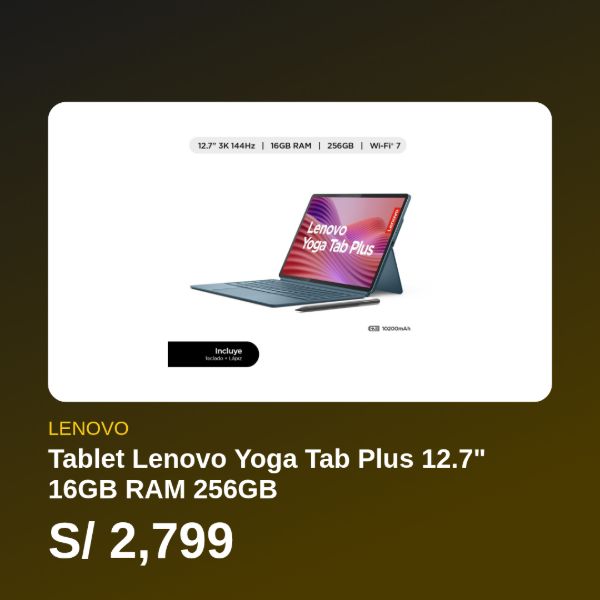 12.7" 3K 144Hz | 16GB RAM | 256GB | Wi-Fi® 7
Lenovo
Lenovo
Yoga Tab Plus
10200mAh
Incluye
Teclado + Lápiz
LENOVO
Tablet Lenovo Yoga Tab Plus 12.7"
16GB RAM 256GB
S/ 2,799